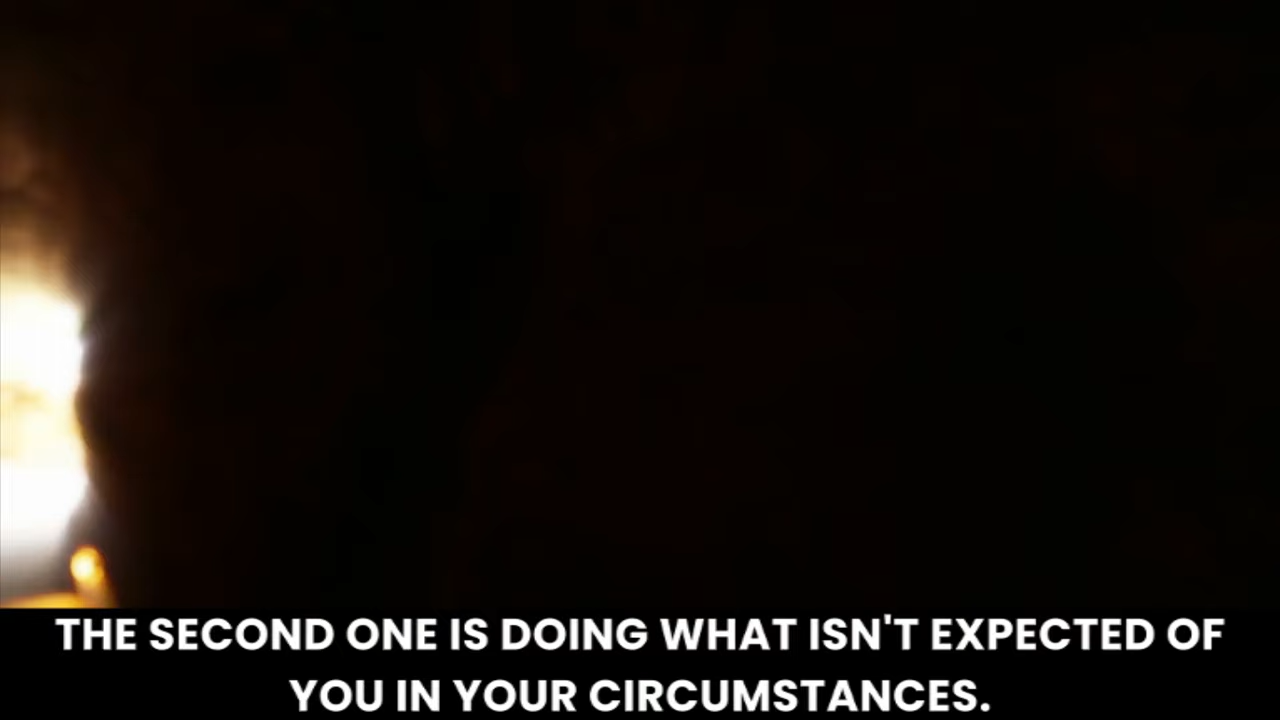 THE SECOND ONE IS DOING WHAT ISN'T EXPECTED OF
YOU IN YOUR CIRCUMSTANCES.